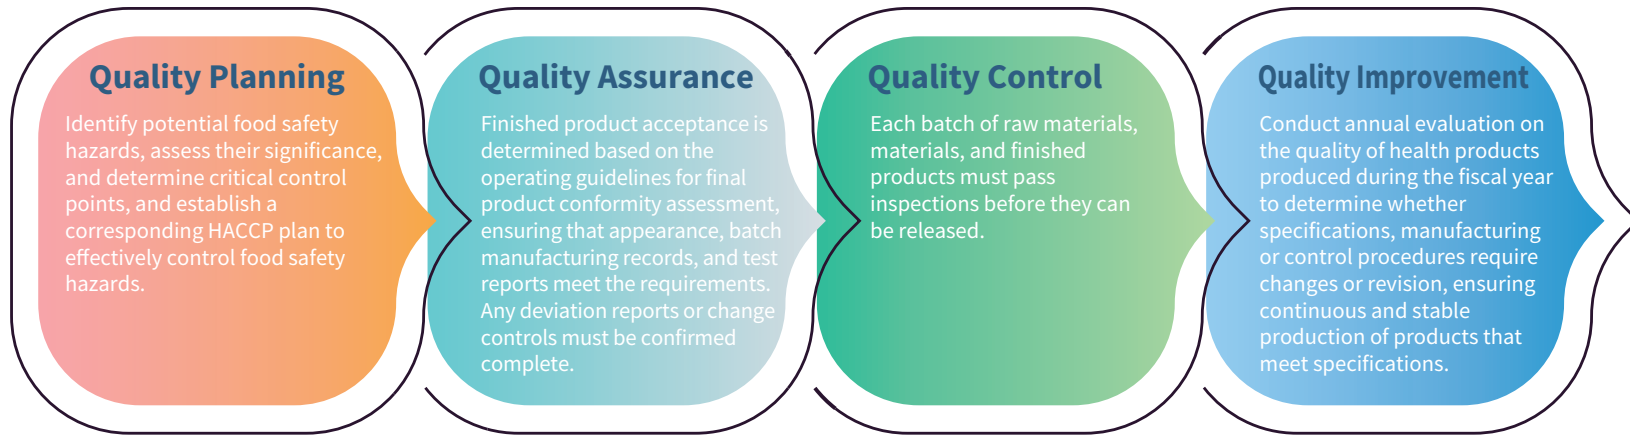 Quality Planning
Identify potential food safety
hazards, assess their significance,
and determine critical control
points, and establish a
corresponding HACCP plan to
effectively control food safety
hazards.
Quality Assurance
Finished product acceptance is
determined based on the
operating guidelines for final
product conformity assessment,
ensuring that appearance, batch
manufacturing records, and test
reports meet the requirements.
Any deviation reports or change
controls must be confirmed
complete.
Quality Control
Each batch of raw materials,
materials, and finished
products must pass
inspections before they can
be released.
Quality Improvement
Conduct annual evaluation on
the quality of health products
produced during the fiscal year
to determine whether
specifications, manufacturing
or control procedures require
changes or revision, ensuring
continuous and stable
production of products that
meet specifications.